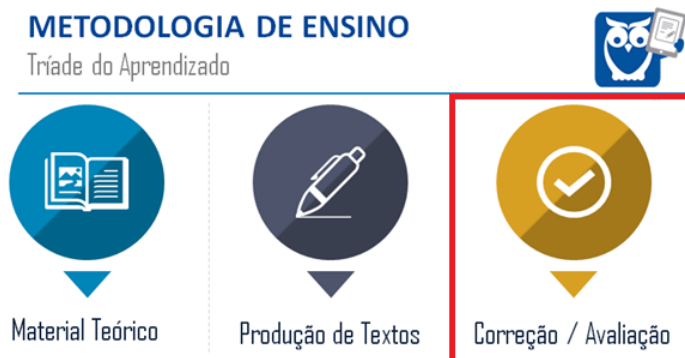 METODOLOGIA DE ENSINO
Tríade do Aprendizado
Material Teórico
Produção de Textos
Correção / Avaliação